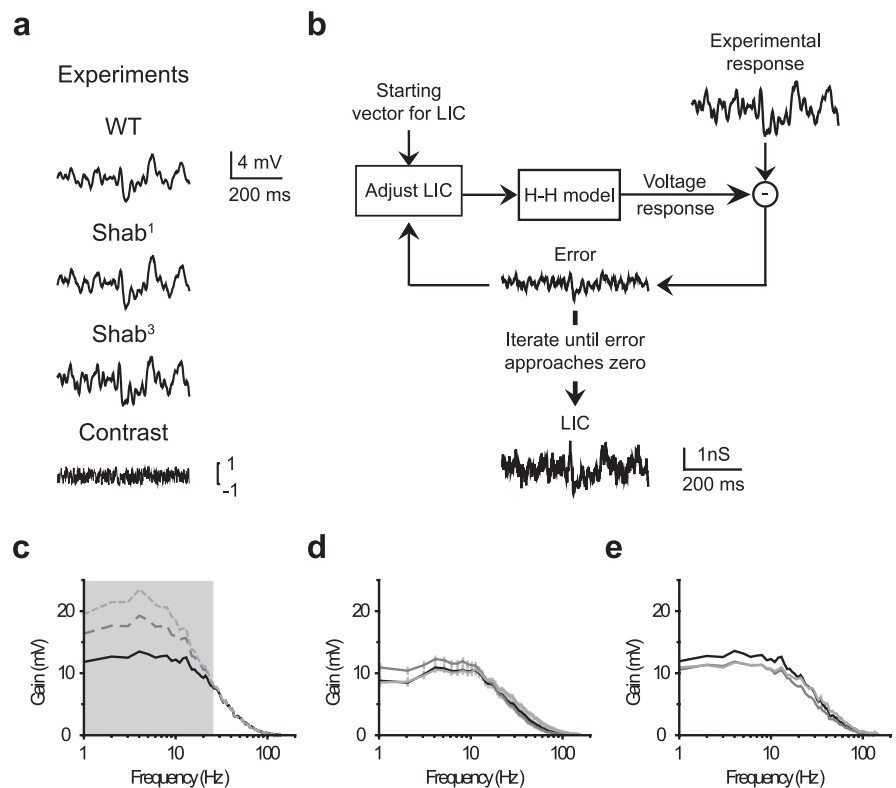 a
Experiments
WT
4 mV
200 ms
Shab¹
Shab³
Contrast
1
-1
b
Experimental
response
Starting
vector for LIC
Adjust LIC
H-H model
Voltage
response
-
Error
Iterate until error
approaches zero
LIC
1nS
200 ms
c
Gain (mV)
20
10
0
1
10
100
Frequency (Hz)
d
Gain (mV)
20
10
0
1
10
100
Frequency (Hz)
e
Gain (mV)
20
10
0
1
10
100
Frequency (Hz)